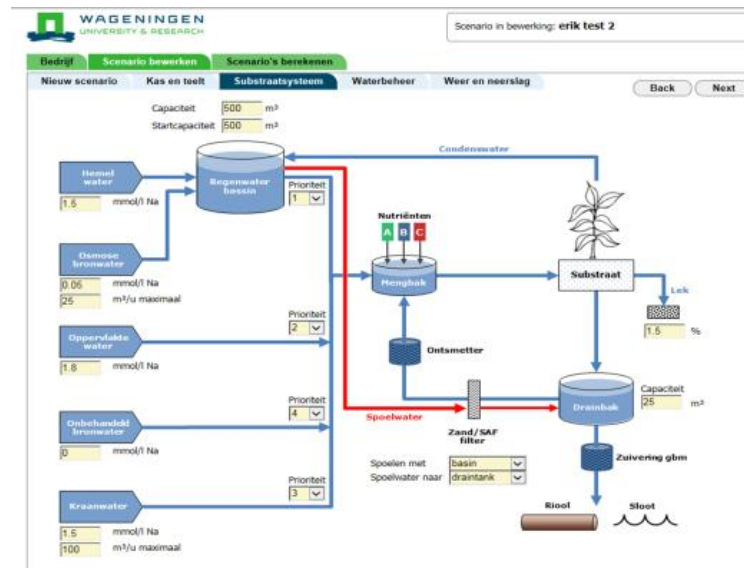 WAGENINGEN
UNIVERSITY & RESEARCH
Scenario in bewerking: erik test 2
Bedrijf
Scenario bewerken
Scenario's berekenen
Nieuw scenario
Kas en teelt
Substraatsysteem
Waterbeheer
Weer en neerslag
Back
Next
Capaciteit 500 m³
Startcapaciteit 500 m³
Condenswater
Hemel
water
1.5 mmol/l Na
Regenwater
bassin
Prioriteit
1
Nutriënten
A B C
Osmose
bronwater
0.05 mmol/l Na
25 m³/u maximaal
Mengbak
Substraat
Lek
1.5 %
Oppervlakte
water
1.8 mmol/l Na
Prioriteit
2
Ontsmetter
Onbehandeld
bronwater
0 mmol/l Na
Prioriteit
4
Spoelwater
Zand/SAF
filter
Drainbak
Capaciteit
25 m³
Spoelen met basin
Spoelwater naar draintank
Zuivering gbm
Kraanwater
1.5 mmol/l Na
100 m³/u maximaal
Prioriteit
3
Riool
Sloot